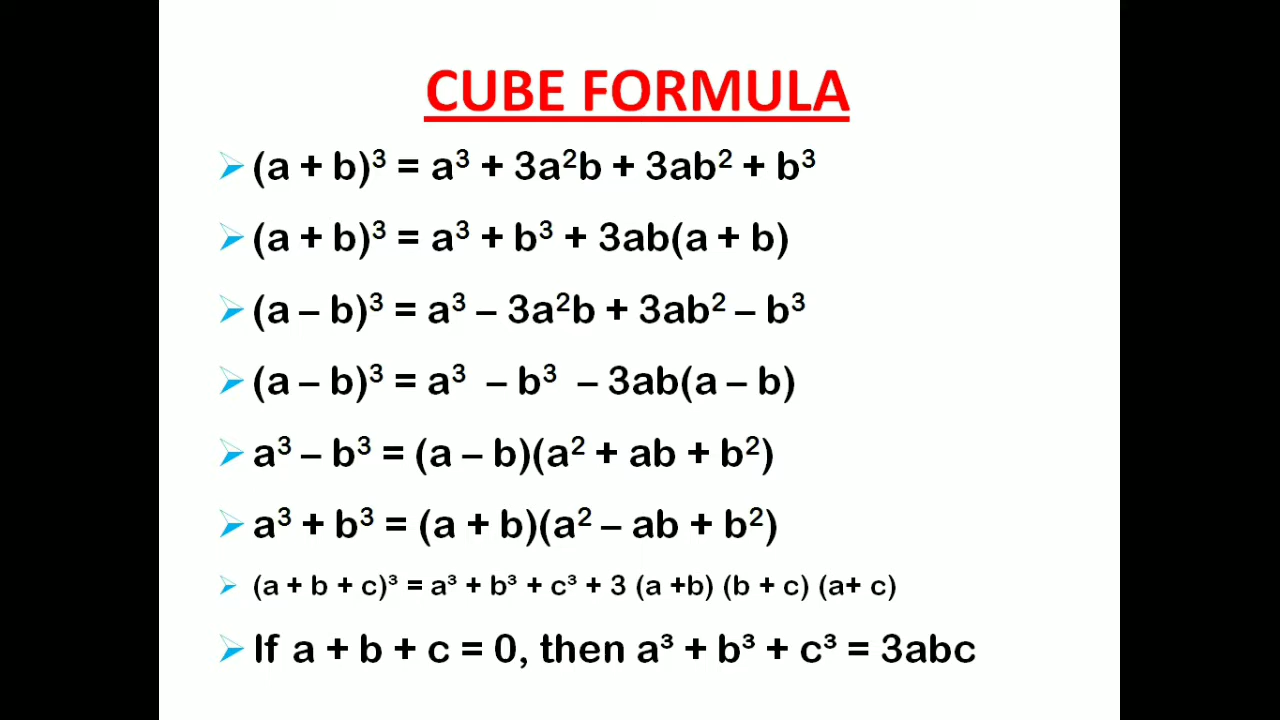 CUBE FORMULA
(a + b)³ = a³ + 3a²b + 3ab² + b³
(a + b)³ = a³ + b³ + 3ab(a + b)
(a – b)³ = a³ – 3a²b + 3ab² – b³
(a – b)³ = a³ – b³ – 3ab(a – b)
a³ – b³ = (a – b)(a² + ab + b²)
a³ + b³ = (a + b)(a² – ab + b²)
(a + b + c)³ = a³ + b³ + c³ + 3 (a +b) (b + c) (a+ c)
If a + b + c = 0, then a³ + b³ + c³ = 3abc